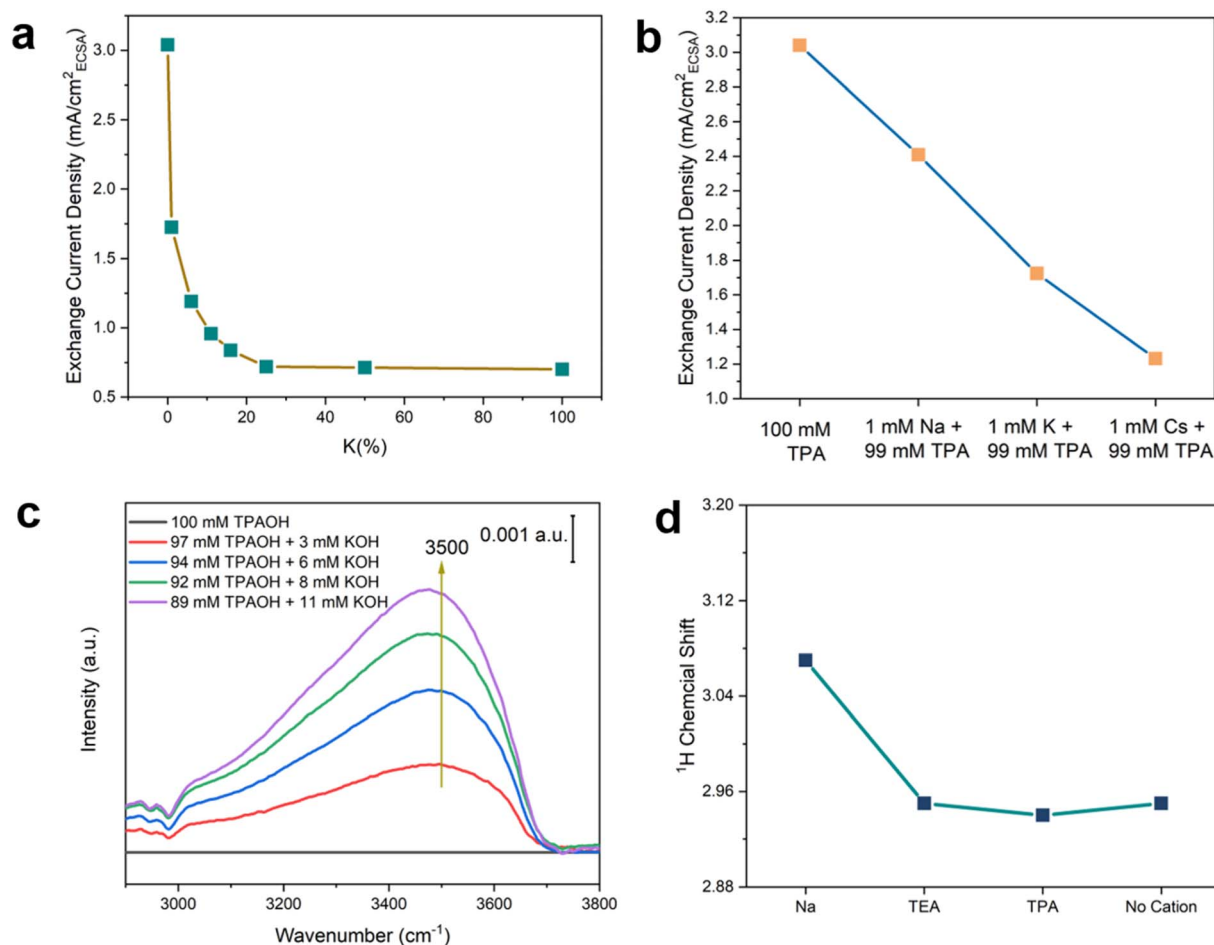 a
Exchange Current Density (mA/cm²ECSA)
3.0
2.5
2.0
1.5
1.0
0.5
0 20 40 60 80 100
K(%)
b
Exchange Current Density (mA/cm²ECSA)
3.2
3.0
2.8
2.6
2.4
2.2
2.0
1.8
1.6
1.4
1.2
1.0
100 mM
TPA
1 mM Na +
99 mM TPA
1 mM K +
99 mM TPA
1 mM Cs +
99 mM TPA
c
Intensity (a.u.)
100 mM TPAOH
97 mM TPAOH + 3 mM KOH
94 mM TPAOH + 6 mM KOH
92 mM TPAOH + 8 mM KOH
89 mM TPAOH + 11 mM KOH
0.001 a.u.
3500
3000 3200 3400 3600 3800
Wavenumber (cm⁻¹)
d
¹H Chemcial Shift
3.20
3.12
3.04
2.96
2.88
Na TEA TPA No Cation